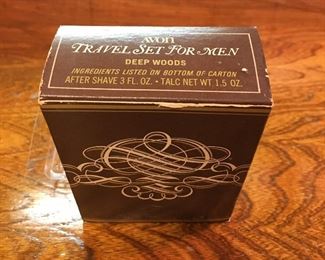 AVON
TRAVEL SET FOR MEN
DEEP WOODS
INGREDIENTS LISTED ON BOTTOM OF CARTON
AFTER SHAVE 3 FL. OZ. • TALC NET WT 1.5 OZ.